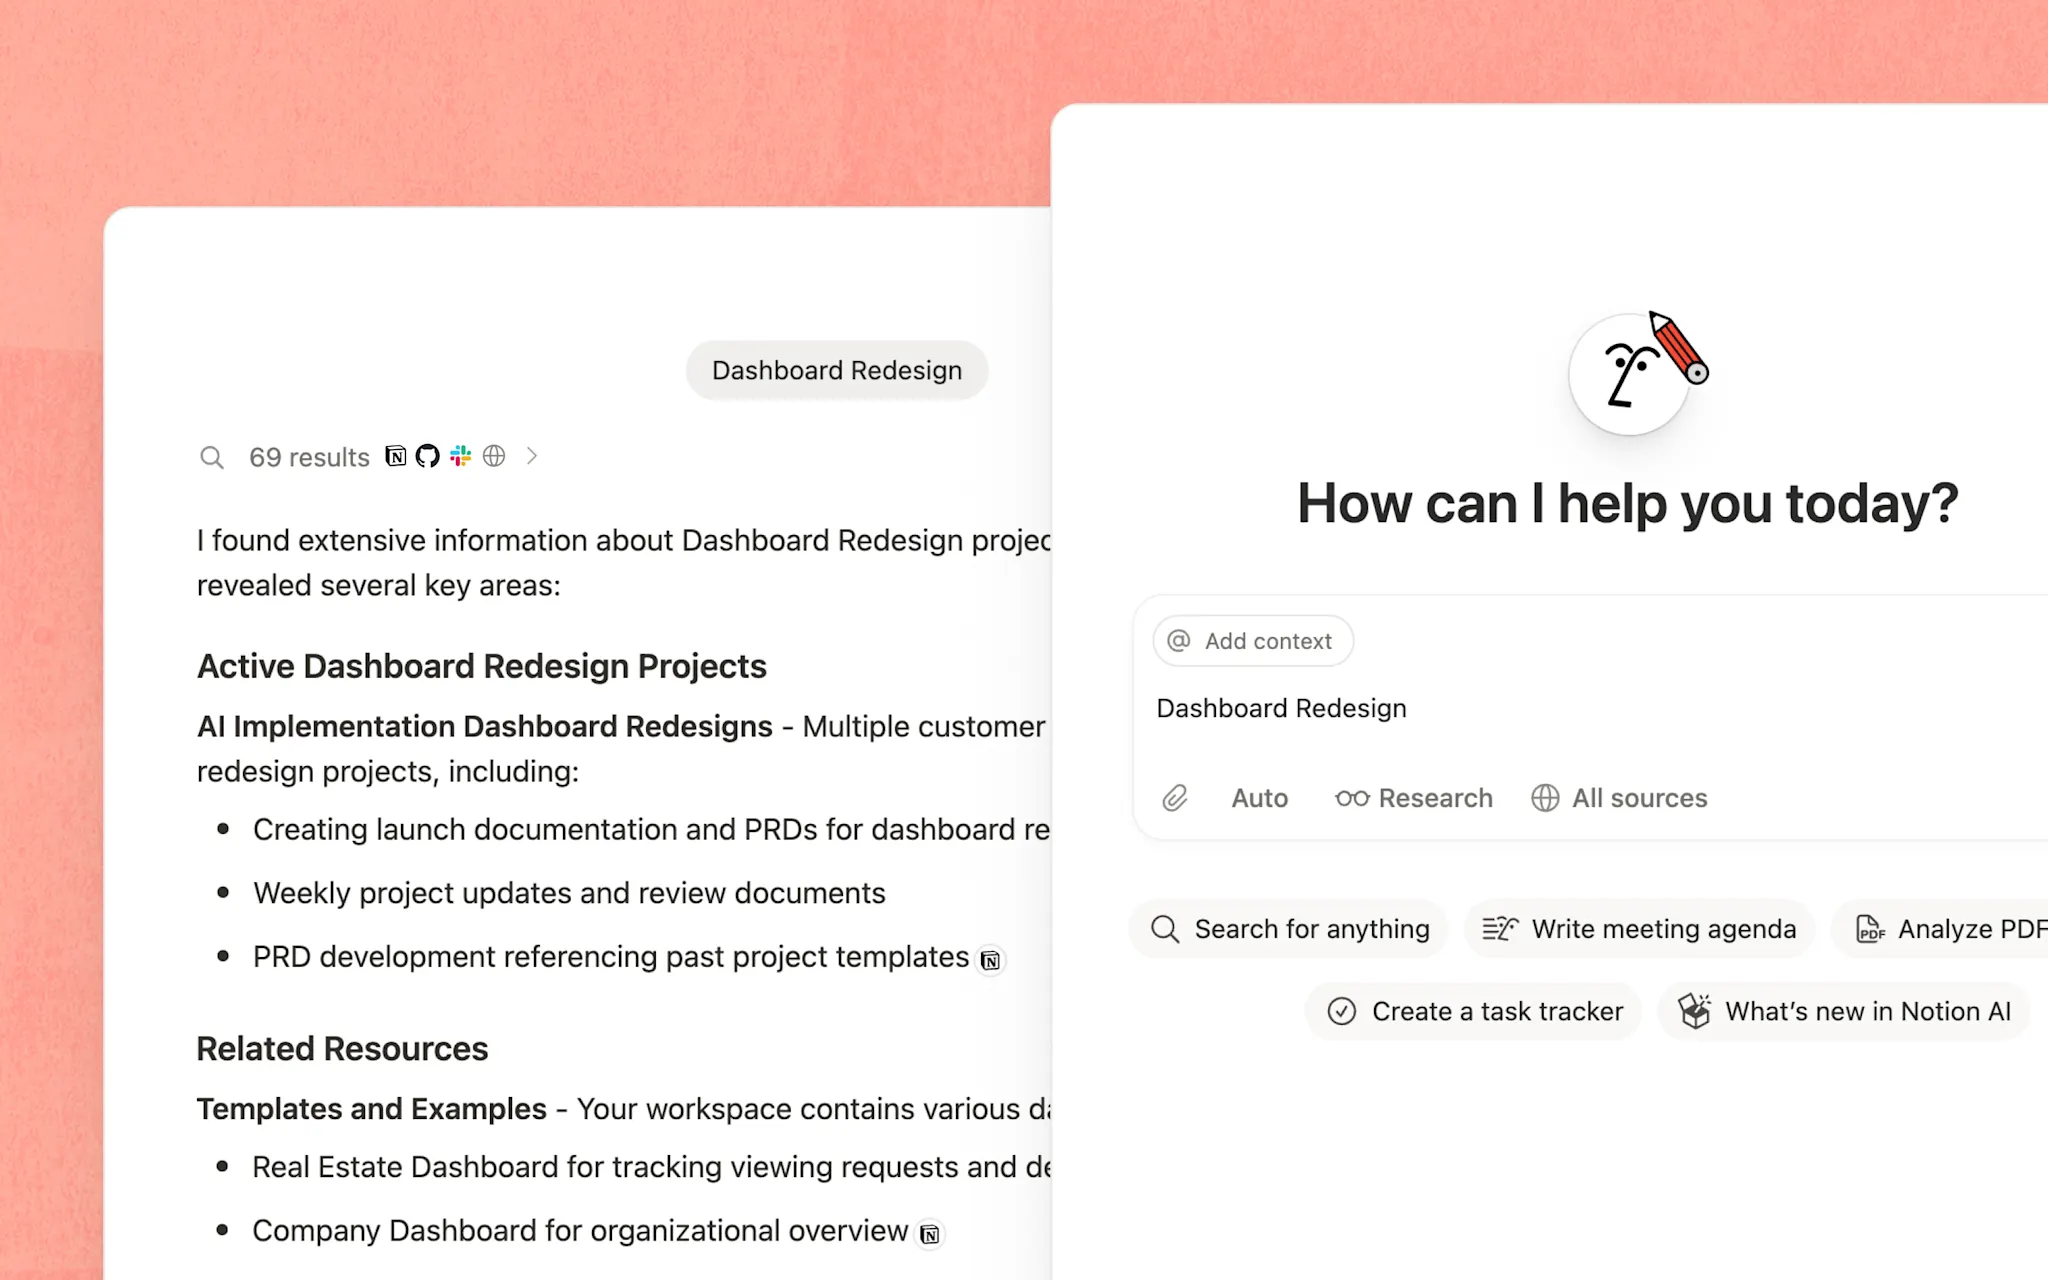 Dashboard Redesign
69 results
I found extensive information about Dashboard Redesign projec
revealed several key areas:
Active Dashboard Redesign Projects
AI Implementation Dashboard Redesigns - Multiple customer
redesign projects, including:
• Creating launch documentation and PRDs for dashboard re
• Weekly project updates and review documents
• PRD development referencing past project templates
Related Resources
Templates and Examples - Your workspace contains various da
• Real Estate Dashboard for tracking viewing requests and de
• Company Dashboard for organizational overview
How can I help you today?
@ Add context
Dashboard Redesign
Auto Research All sources
Search for anything Write meeting agenda PDF Analyze PDF
Create a task tracker What’s new in Notion AI